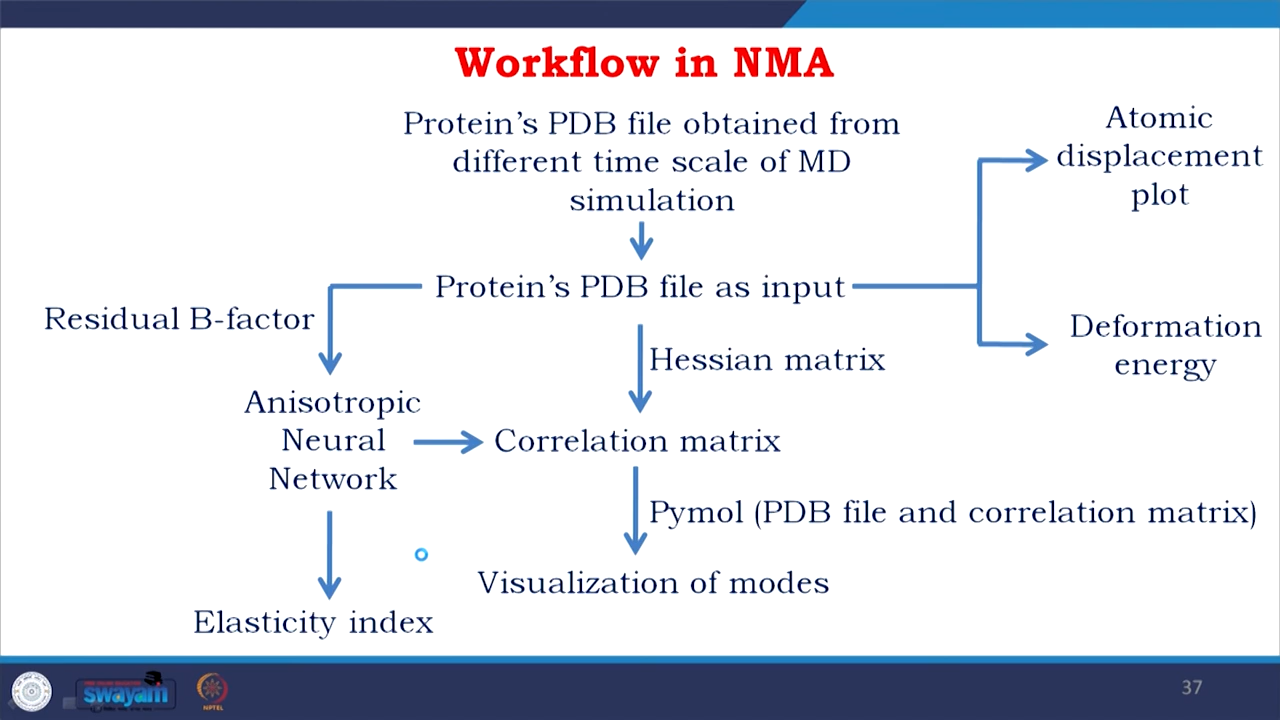 Workflow in NMA
Protein's PDB file obtained from
different time scale of MD
simulation
Atomic
displacement
plot
Protein's PDB file as input
Residual B-factor
Deformation
energy
Hessian matrix
Anisotropic
Neural
Network
Correlation matrix
Pymol (PDB file and correlation matrix)
Visualization of modes
Elasticity index
swayam
NPTEL
37